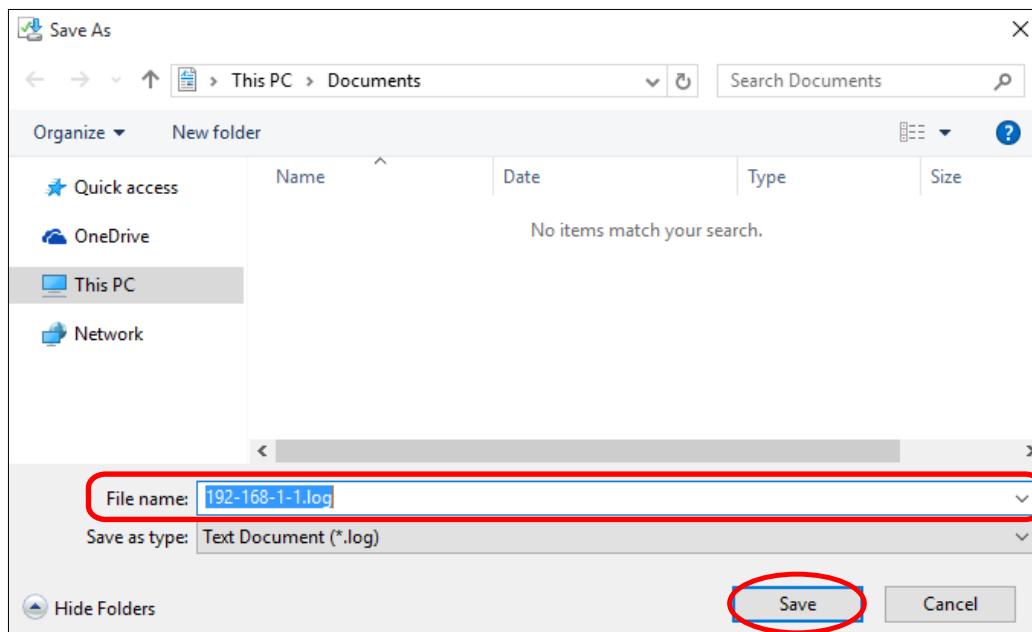 Save As
This PC > Documents
Search Documents
Organize
New folder
Name Date Type Size
Quick access
OneDrive
This PC
Network
No items match your search.
File name: 192-168-1-1.log
Save as type: Text Document (*.log)
Hide Folders
Save
Cancel